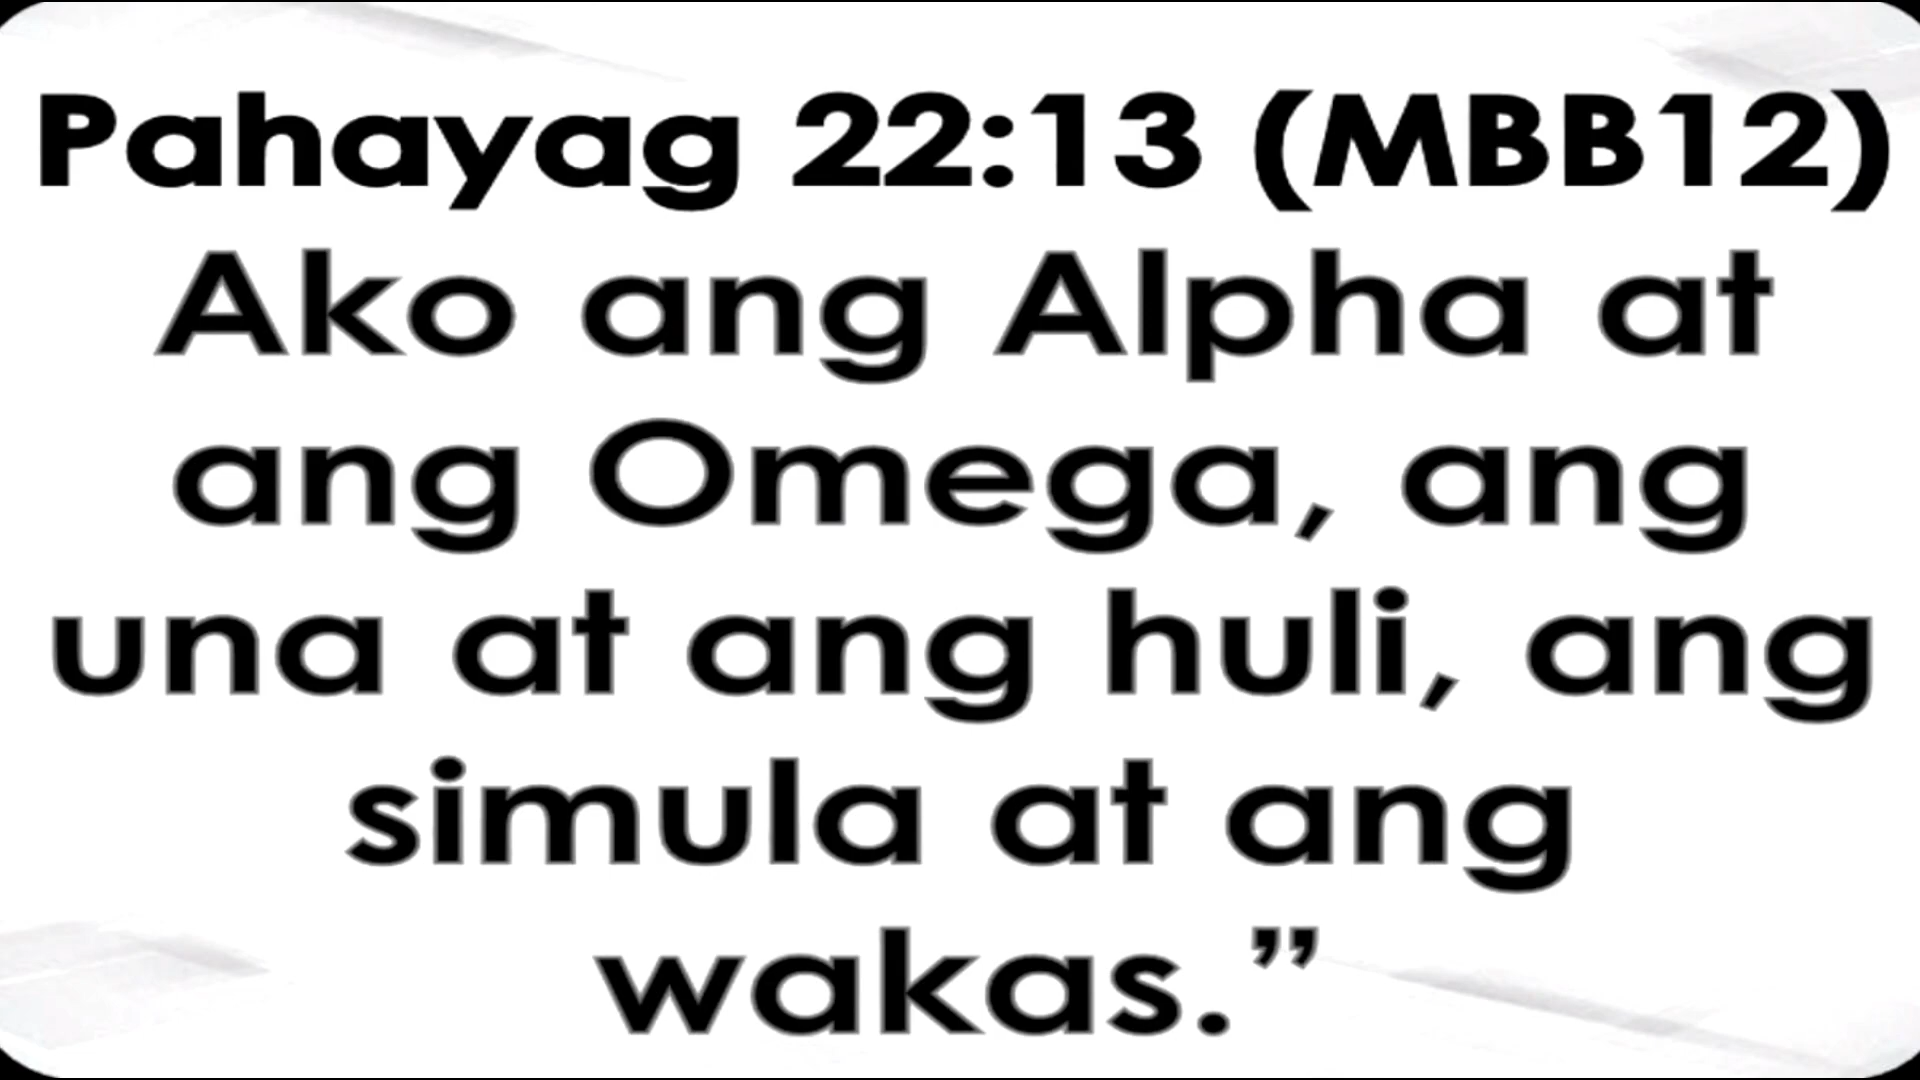 Pahayag 22:13 (MBB12)
Ako ang Alpha at
ang Omega, ang
una at ang huli, ang
simula at ang
wakas.”